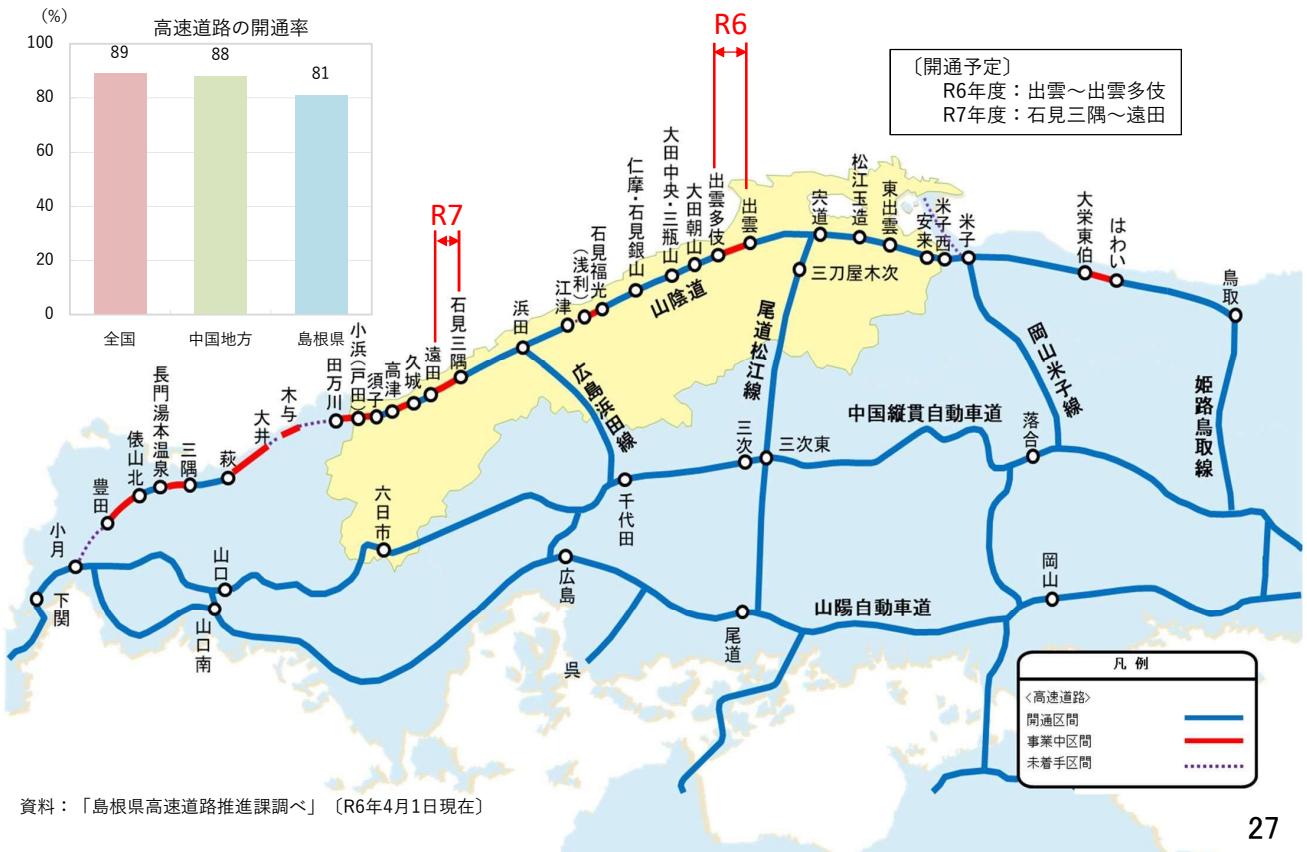 (%)
高速道路の開通率
100
80
60
40
20
0
89
88
81
全国
中国地方
島根県
R6
R7
〔開通予定〕
R6年度：出雲～出雲多伎
R7年度：石見三隅～遠田
下関
小月
豊田
俵山北
長門湯本温泉
三隅
萩
大井
木与
田万川
小浜(戸田)
須子
高津
久城
遠田
石見三隅
浜田
江津
(浅利)
石見福光
仁摩・石見銀山
大田中央・三瓶山
大田朝山
出雲多伎
出雲
宍道
松江玉造
東出雲
安来
米子西
米子
大栄東伯
はわい
鳥取
山陰道
三刀屋木次
尾道松江線
広島浜田線
岡山米子線
姫路鳥取線
中国縦貫自動車道
三次
三次東
落合
千代田
六日市
山口
山口南
広島
呉
尾道
山陽自動車道
岡山
凡 例
<高速道路>
開通区間
事業中区間
未着手区間
資料：「島根県高速道路推進課調べ」〔R6年4月1日現在〕
27